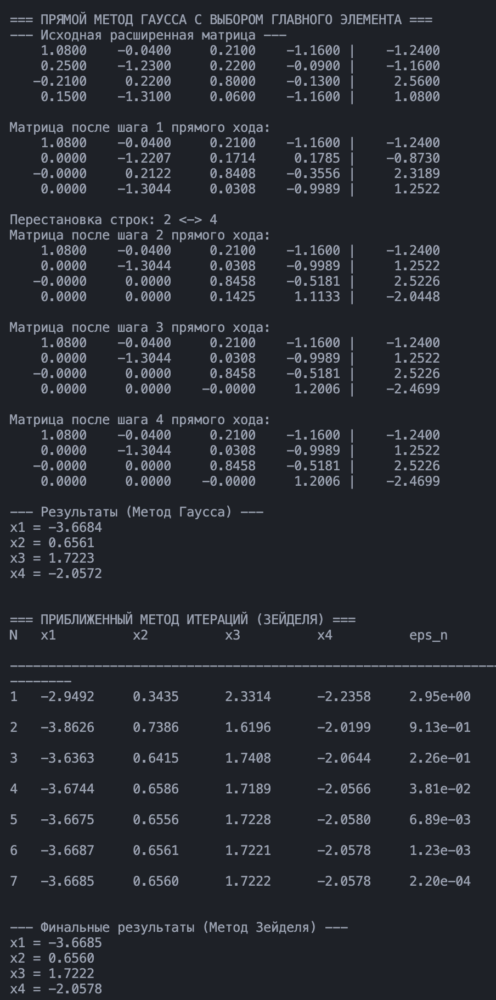 === ПРЯМОЙ МЕТОД ГАУССА С ВЫБОРОМ ГЛАВНОГО ЭЛЕМЕНТА ===
--- Исходная расширенная матрица ---
1.0800 -0.0400 0.2100 -1.1600 | -1.2400
0.2500 -1.2300 0.2200 -0.0900 | -1.1600
-0.2100 0.2200 0.8000 -0.1300 | 2.5600
0.1500 -1.3100 0.0600 -1.1600 | 1.0800
Матрица после шага 1 прямого хода:
1.0800 -0.0400 0.2100 -1.1600 | -1.2400
0.0000 -1.2207 0.1714 0.1785 | -0.8730
-0.0000 0.2122 0.8408 -0.3556 | 2.3189
0.0000 -1.3044 0.0308 -0.9989 | 1.2522
Перестановка строк: 2 <-> 4
Матрица после шага 2 прямого хода:
1.0800 -0.0400 0.2100 -1.1600 | -1.2400
0.0000 -1.3044 0.0308 -0.9989 | 1.2522
-0.0000 0.0000 0.8458 -0.5181 | 2.5226
0.0000 0.0000 0.1425 1.1133 | -2.0448
Матрица после шага 3 прямого хода:
1.0800 -0.0400 0.2100 -1.1600 | -1.2400
0.0000 -1.3044 0.0308 -0.9989 | 1.2522
-0.0000 0.0000 0.8458 -0.5181 | 2.5226
0.0000 0.0000 -0.0000 1.2006 | -2.4699
Матрица после шага 4 прямого хода:
1.0800 -0.0400 0.2100 -1.1600 | -1.2400
0.0000 -1.3044 0.0308 -0.9989 | 1.2522
-0.0000 0.0000 0.8458 -0.5181 | 2.5226
0.0000 0.0000 -0.0000 1.2006 | -2.4699
--- Результаты (Метод Гаусса) ---
x1 = -3.6684
x2 = 0.6561
x3 = 1.7223
x4 = -2.0572
=== ПРИБЛИЖЕННЫЙ МЕТОД ИТЕРАЦИЙ (ЗЕЙДЕЛЯ) ===
N x1 x2 x3 x4 eps_n
----------------------------------------------------------------
--------
1 -2.9492 0.3435 2.3314 -2.2358 2.95e+00
2 -3.8626 0.7386 1.6196 -2.0199 9.13e-01
3 -3.6363 0.6415 1.7408 -2.0644 2.26e-01
4 -3.6744 0.6586 1.7189 -2.0566 3.81e-02
5 -3.6675 0.6556 1.7228 -2.0580 6.89e-03
6 -3.6687 0.6561 1.7221 -2.0578 1.23e-03
7 -3.6685 0.6560 1.7222 -2.0578 2.20e-04
--- Финальные результаты (Метод Зейделя) ---
x1 = -3.6685
x2 = 0.6560
x3 = 1.7222
x4 = -2.0578